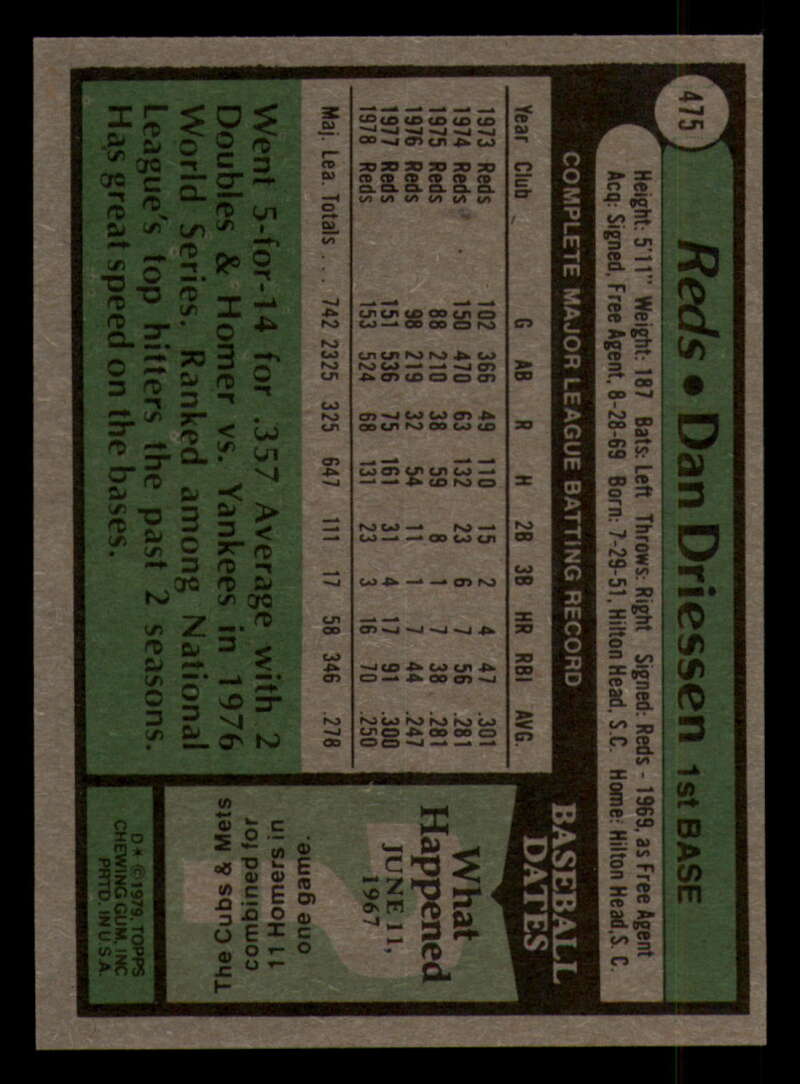 475
Reds • Dan Driessen 1st BASE
Height: 5'11" Weight: 187 Bats: Left Throws: Right Signed: Reds - 1969, as Free Agent
Acq: Signed, Free Agent, 8-28-69 Born: 7-29-51, Hilton Head, S.C. Home: Hilton Head, S. C.
COMPLETE MAJOR LEAGUE BATTING RECORD
Year Club G AB R H 2B 3B HR RBI AVG.
1973 Reds 102 366 49 110 15 2 4 47 .301
1974 Reds 150 470 63 132 23 6 7 56 .281
1975 Reds 88 210 38 59 8 1 7 38 .281
1976 Reds 98 219 32 54 11 1 7 44 .247
1977 Reds 151 536 75 161 31 4 17 91 .300
1978 Reds 153 524 68 131 23 3 16 70 .250
Maj. Lea. Totals . . . 742 2325 325 647 111 17 58 346 .278
Went 5-for-14 for .357 Average with 2
Doubles & Homer vs. Yankees in 1976
World Series. Ranked among National
League's top hitters the past 2 seasons.
Has great speed on the bases.
BASEBALL
DATES
What
Happened
JUNE 11,
1967
The Cubs & Mets
combined for
11 Homers in
one game.
D* © 1979, TOPPS
CHEWING GUM, INC
PRTD. IN U.S.A.